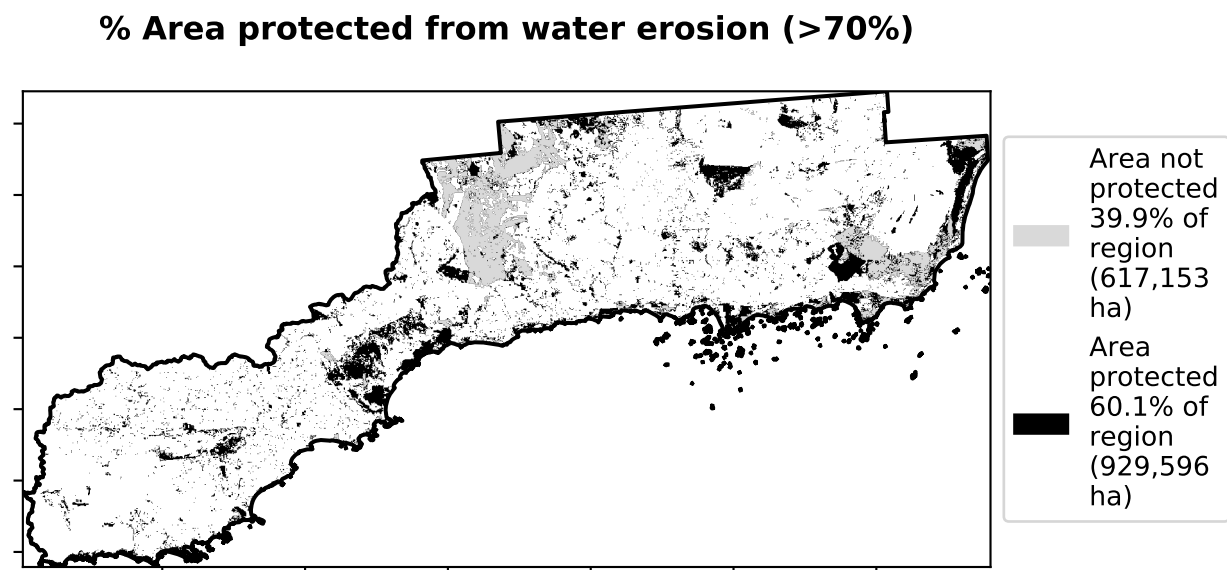 % Area protected from water erosion (>70%)
Area not
protected
39.9% of
region
(617,153
ha)
Area
protected
60.1% of
region
(929,596
ha)